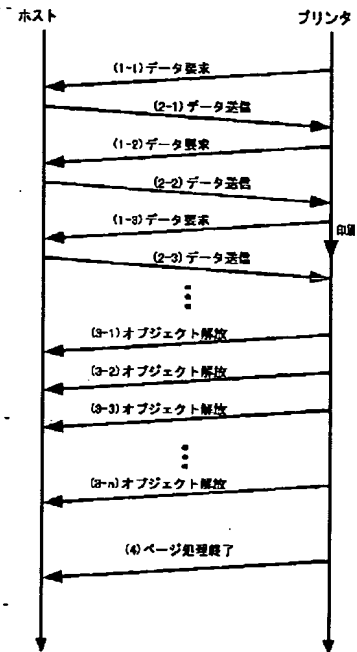 ホスト
プリンタ
(1-1)データ要求
(2-1)データ送信
(1-2)データ要求
(2-2)データ送信
(1-3)データ要求
印刷
(2-3)データ送信
(3-1)オブジェクト解放
(3-2)オブジェクト解放
(3-3)オブジェクト解放
(3-n)オブジェクト解放
(4)ページ処理終了